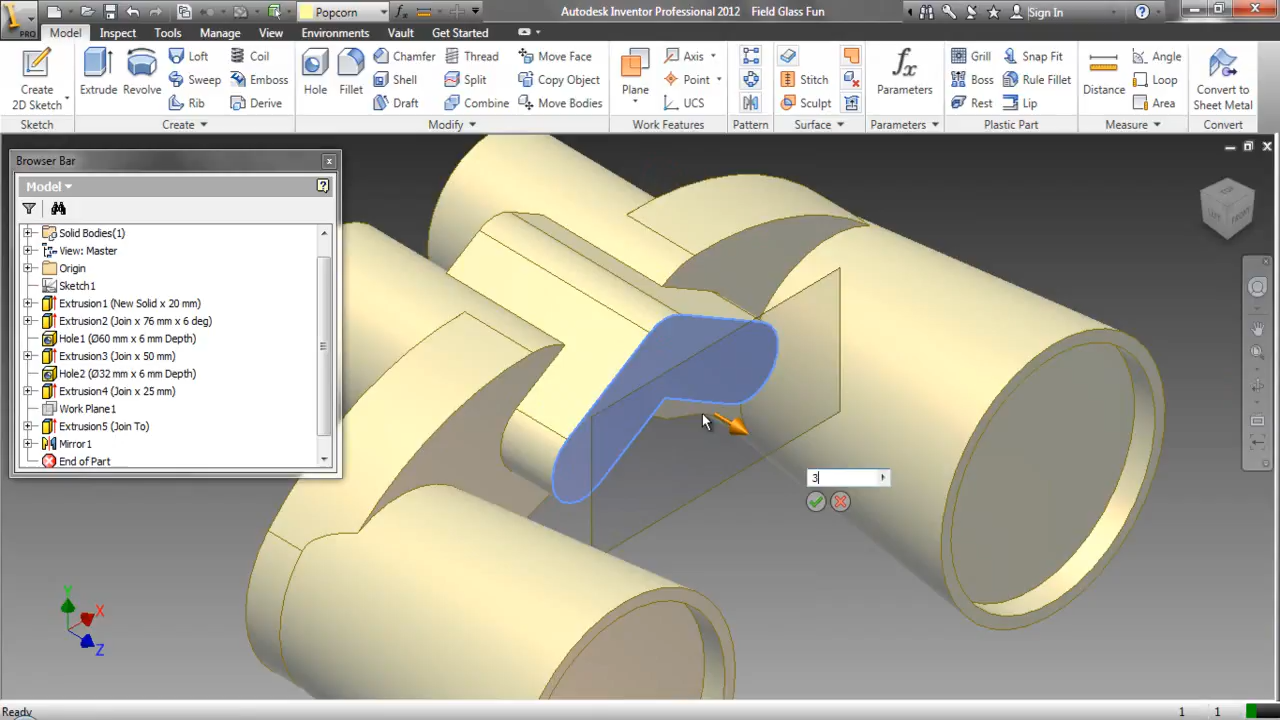 PRO
Popcorn
Autodesk Inventor Professional 2012 Field Glass Fun
Sign In
Model Inspect Tools Manage View Environments Vault Get Started
Create 2D Sketch
Sketch
Extrude Revolve
Loft Coil
Sweep Emboss
Rib Derive
Create
Hole Fillet
Chamfer Thread Move Face
Shell Split Copy Object
Draft Combine Move Bodies
Modify
Plane
Axis
Point
UCS
Work Features
Pattern
Stitch
Sculpt
Surface
Parameters
Parameters
Grill Snap Fit
Boss Rule Fillet
Rest Lip
Plastic Part
Distance
Angle
Loop
Area
Measure
Convert to Sheet Metal
Convert
Browser Bar
Model
Solid Bodies(1)
View: Master
Origin
Sketch1
Extrusion1 (New Solid x 20 mm)
Extrusion2 (Join x 76 mm x 6 deg)
Hole1 (Ø60 mm x 6 mm Depth)
Extrusion3 (Join x 50 mm)
Hole2 (Ø32 mm x 6 mm Depth)
Extrusion4 (Join x 25 mm)
Work Plane1
Extrusion5 (Join To)
Mirror1
End of Part
3
LEFT FRONT
Y
X
Z
Ready
1 1